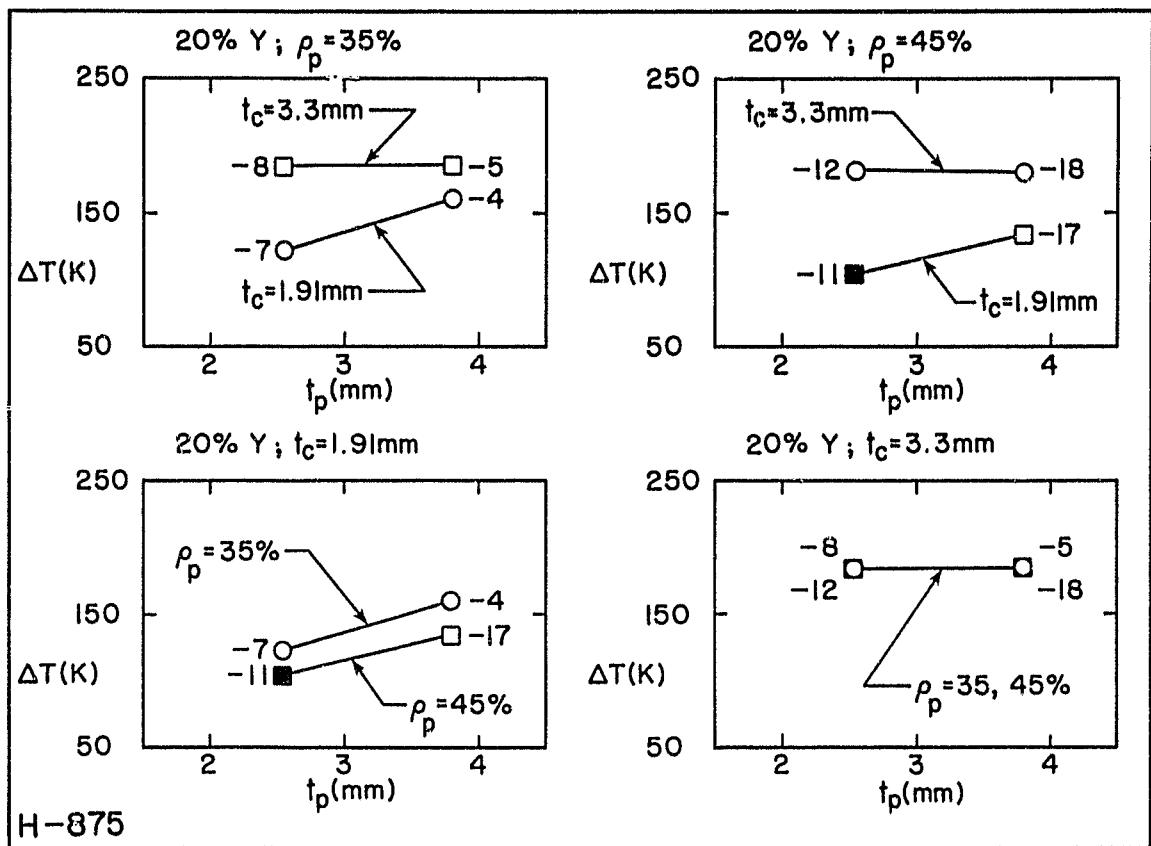 20% Y; ρp=35%
250
150
50
ΔT(K)
tc=3.3mm
-8
-5
-4
-7
tc=1.91mm
2 3 4
tp(mm)
20% Y; ρp=45%
250
150
50
ΔT(K)
tc=3.3mm
-12
-18
-17
-11
tc=1.91mm
2 3 4
tp(mm)
20% Y; tc=1.91mm
250
150
50
ΔT(K)
ρp=35%
-4
-7
-17
-11
ρp=45%
2 3 4
tp(mm)
20% Y; tc=3.3mm
250
150
50
ΔT(K)
-8
-5
-12
-18
ρp=35, 45%
2 3 4
tp(mm)
H-875